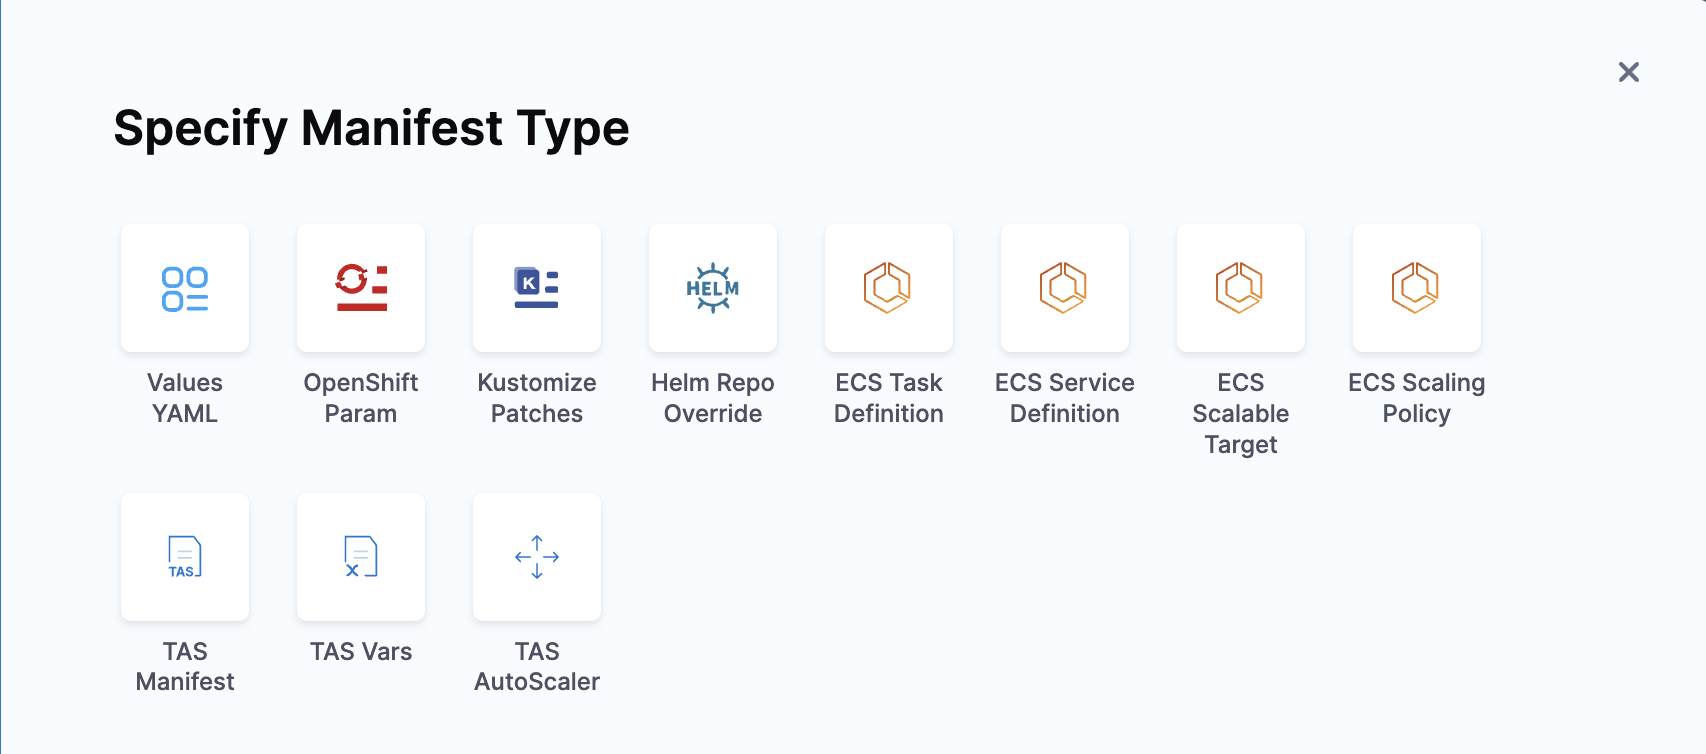 Specify Manifest Type
K
HELM
Values
YAML
OpenShift
Param
Kustomize
Patches
Helm Repo
Override
ECS Task
Definition
ECS Service
Definition
ECS
Scalable
Target
ECS Scaling
Policy
TAS
X
TAS
Manifest
TAS Vars
TAS
AutoScaler